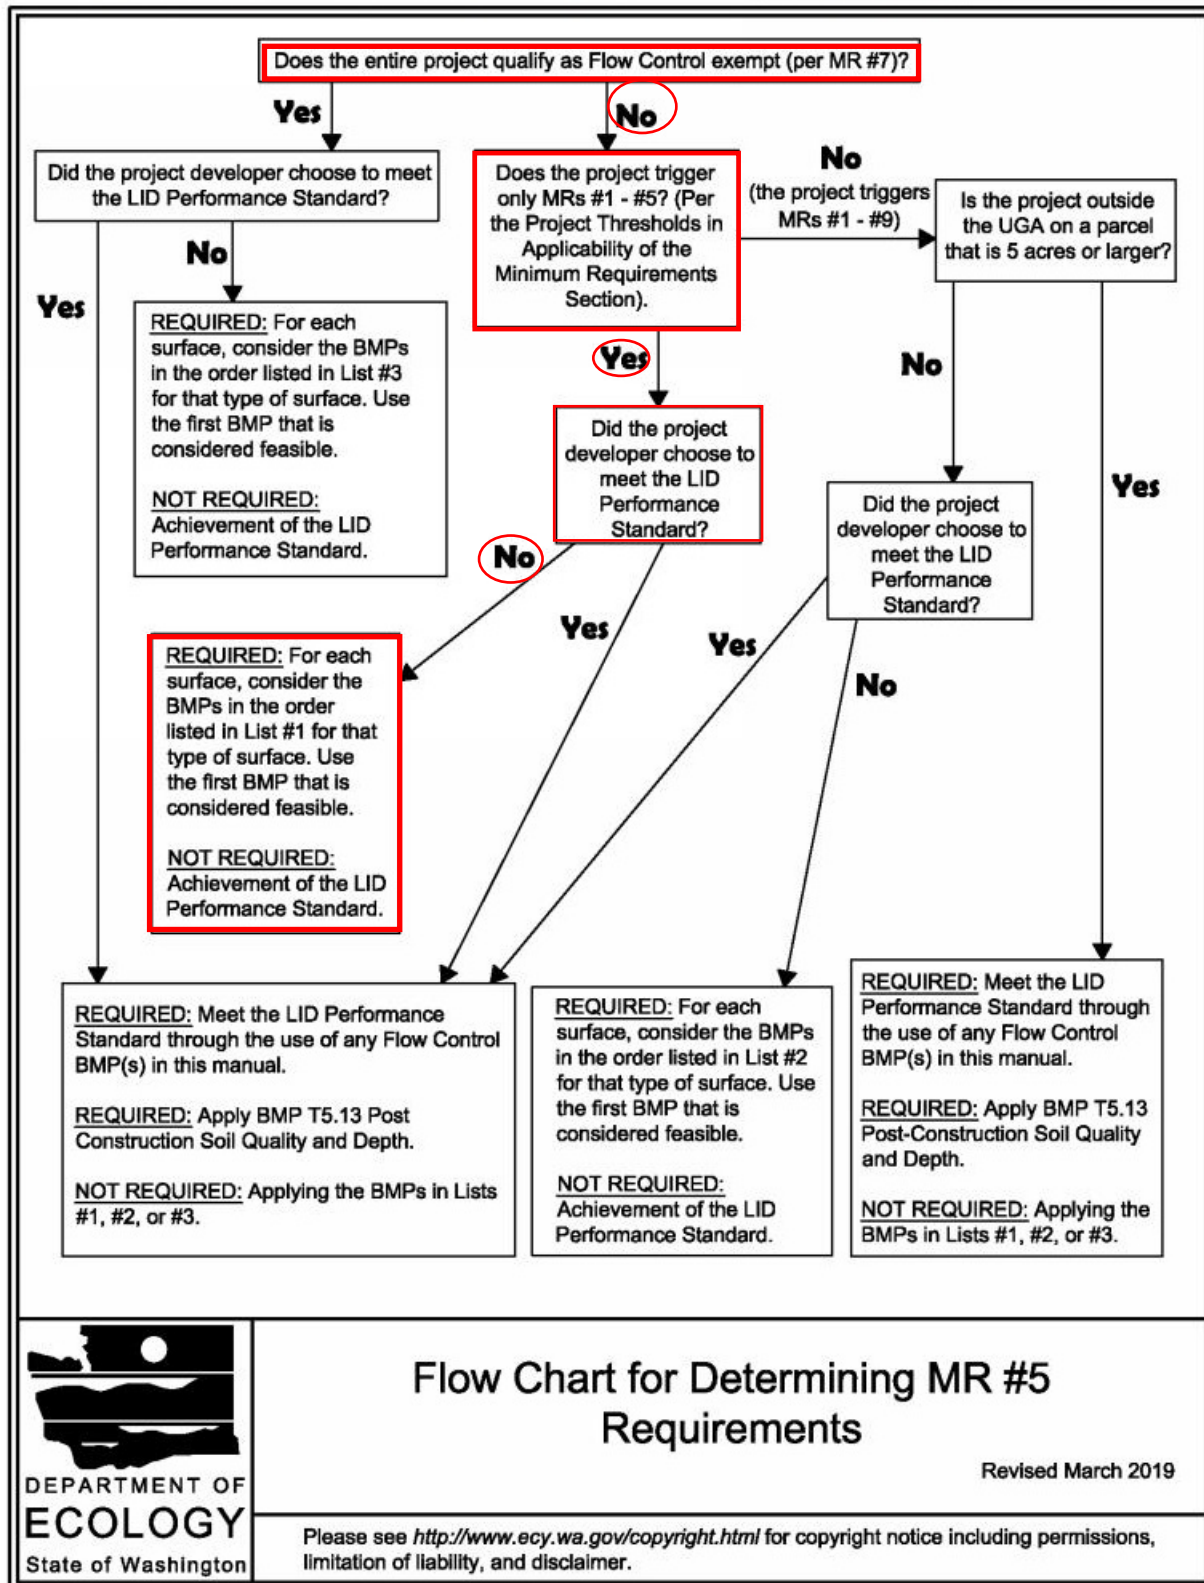 Does the entire project qualify as Flow Control exempt (per MR #7)?
Yes
No
Did the project developer choose to meet
the LID Performance Standard?
Does the project trigger
only MRs #1 - #5? (Per
the Project Thresholds in
Applicability of the
Minimum Requirements
Section).
No
(the project triggers
MRs #1 - #9)
Is the project outside
the UGA on a parcel
that is 5 acres or larger?
No
Yes
REQUIRED: For each
surface, consider the BMPs
in the order listed in List #3
for that type of surface. Use
the first BMP that is
considered feasible.
NOT REQUIRED:
Achievement of the LID
Performance Standard.
Yes
No
Yes
Did the project
developer choose to
meet the LID
Performance
Standard?
Did the project
developer choose to
meet the LID
Performance
Standard?
No
Yes
Yes
No
REQUIRED: For each
surface, consider the
BMPs in the order
listed in List #1 for that
type of surface. Use
the first BMP that is
considered feasible.
NOT REQUIRED:
Achievement of the LID
Performance Standard.
REQUIRED: Meet the LID Performance
Standard through the use of any Flow Control
BMP(s) in this manual.
REQUIRED: Apply BMP T5.13 Post
Construction Soil Quality and Depth.
NOT REQUIRED: Applying the BMPs in Lists
#1, #2, or #3.
REQUIRED: For each
surface, consider the BMPs
in the order listed in List #2
for that type of surface. Use
the first BMP that is
considered feasible.
NOT REQUIRED:
Achievement of the LID
Performance Standard.
REQUIRED: Meet the LID
Performance Standard through
the use of any Flow Control
BMP(s) in this manual.
REQUIRED: Apply BMP T5.13
Post-Construction Soil Quality
and Depth.
NOT REQUIRED: Applying the
BMPs in Lists #1, #2, or #3.
DEPARTMENT OF
ECOLOGY
State of Washington
Flow Chart for Determining MR #5
Requirements
Revised March 2019
Please see http://www.ecy.wa.gov/copyright.html for copyright notice including permissions,
limitation of liability, and disclaimer.